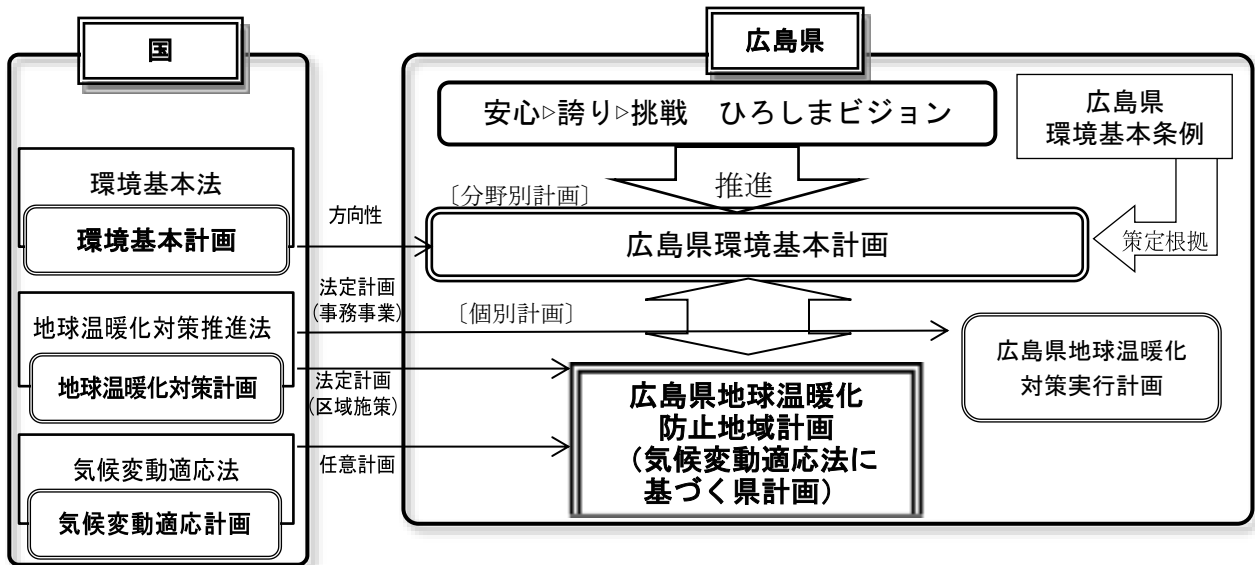 国
環境基本法
環境基本計画
地球温暖化対策推進法
地球温暖化対策計画
気候変動適応法
気候変動適応計画
方向性
法定計画
(事務事業)
法定計画
(区域施策)
任意計画
広島県
安心▷誇り▷挑戦　ひろしまビジョン
広島県
環境基本条例
推進
〔分野別計画〕
広島県環境基本計画
策定根拠
〔個別計画〕
広島県地球温暖化
対策実行計画
広島県地球温暖化
防止地域計画
（気候変動適応法に
基づく県計画）